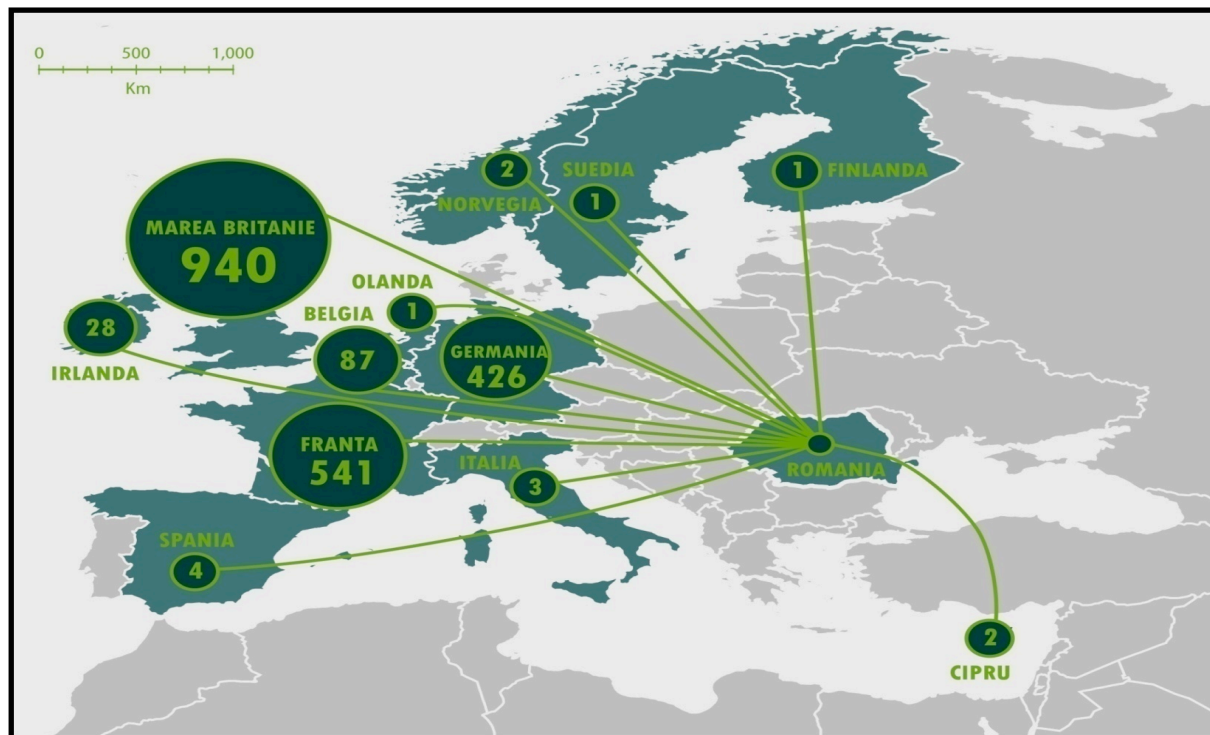 0 500 1,000
Km
2
NORVEGIA
SUEDIA
1
1 FINLANDA
MAREA BRITANIE
940
OLANDA
1
BELGIA
87
28
IRLANDA
GERMANIA
426
FRANTA
541
ITALIA
3
ROMANIA
SPANIA
4
2
CIPRU